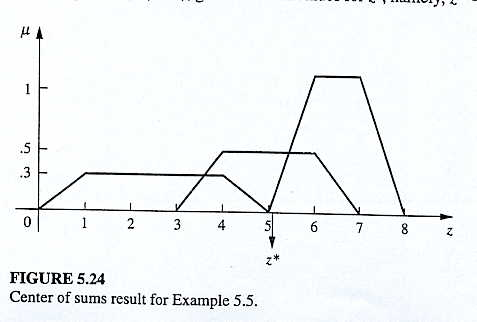 μ
1
.5
.3
0 1 2 3 4 5 6 7 8 z
z*
FIGURE 5.24
Center of sums result for Example 5.5.